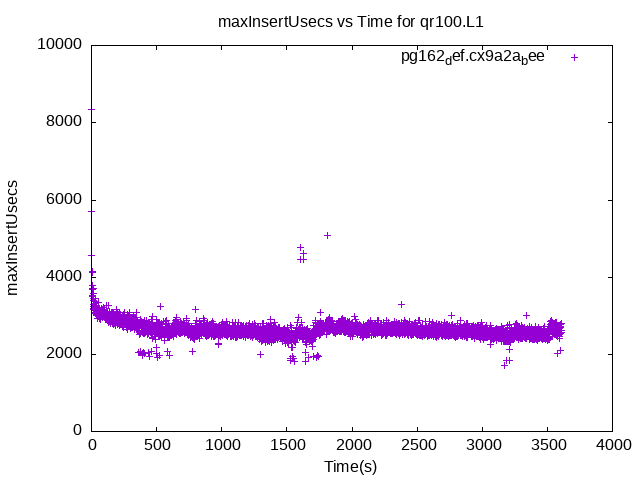 maxInsertUsecs vs Time for qr100.L1
pg162def.cx9a2abee
maxInsertUsecs
10000
8000
6000
4000
2000
0
0 500 1000 1500 2000 2500 3000 3500 4000
Time(s)